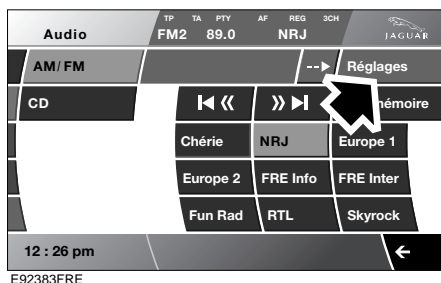 TP TA PTY AF REG 3CH
Audio FM2 89.0 NRJ JAGUAR
AM/FM --> Réglages
CD mémoire
Chérie NRJ Europe 1
Europe 2 FRE Info FRE Inter
Fun Rad RTL Skyrock
12 : 26 pm
E92383FRE